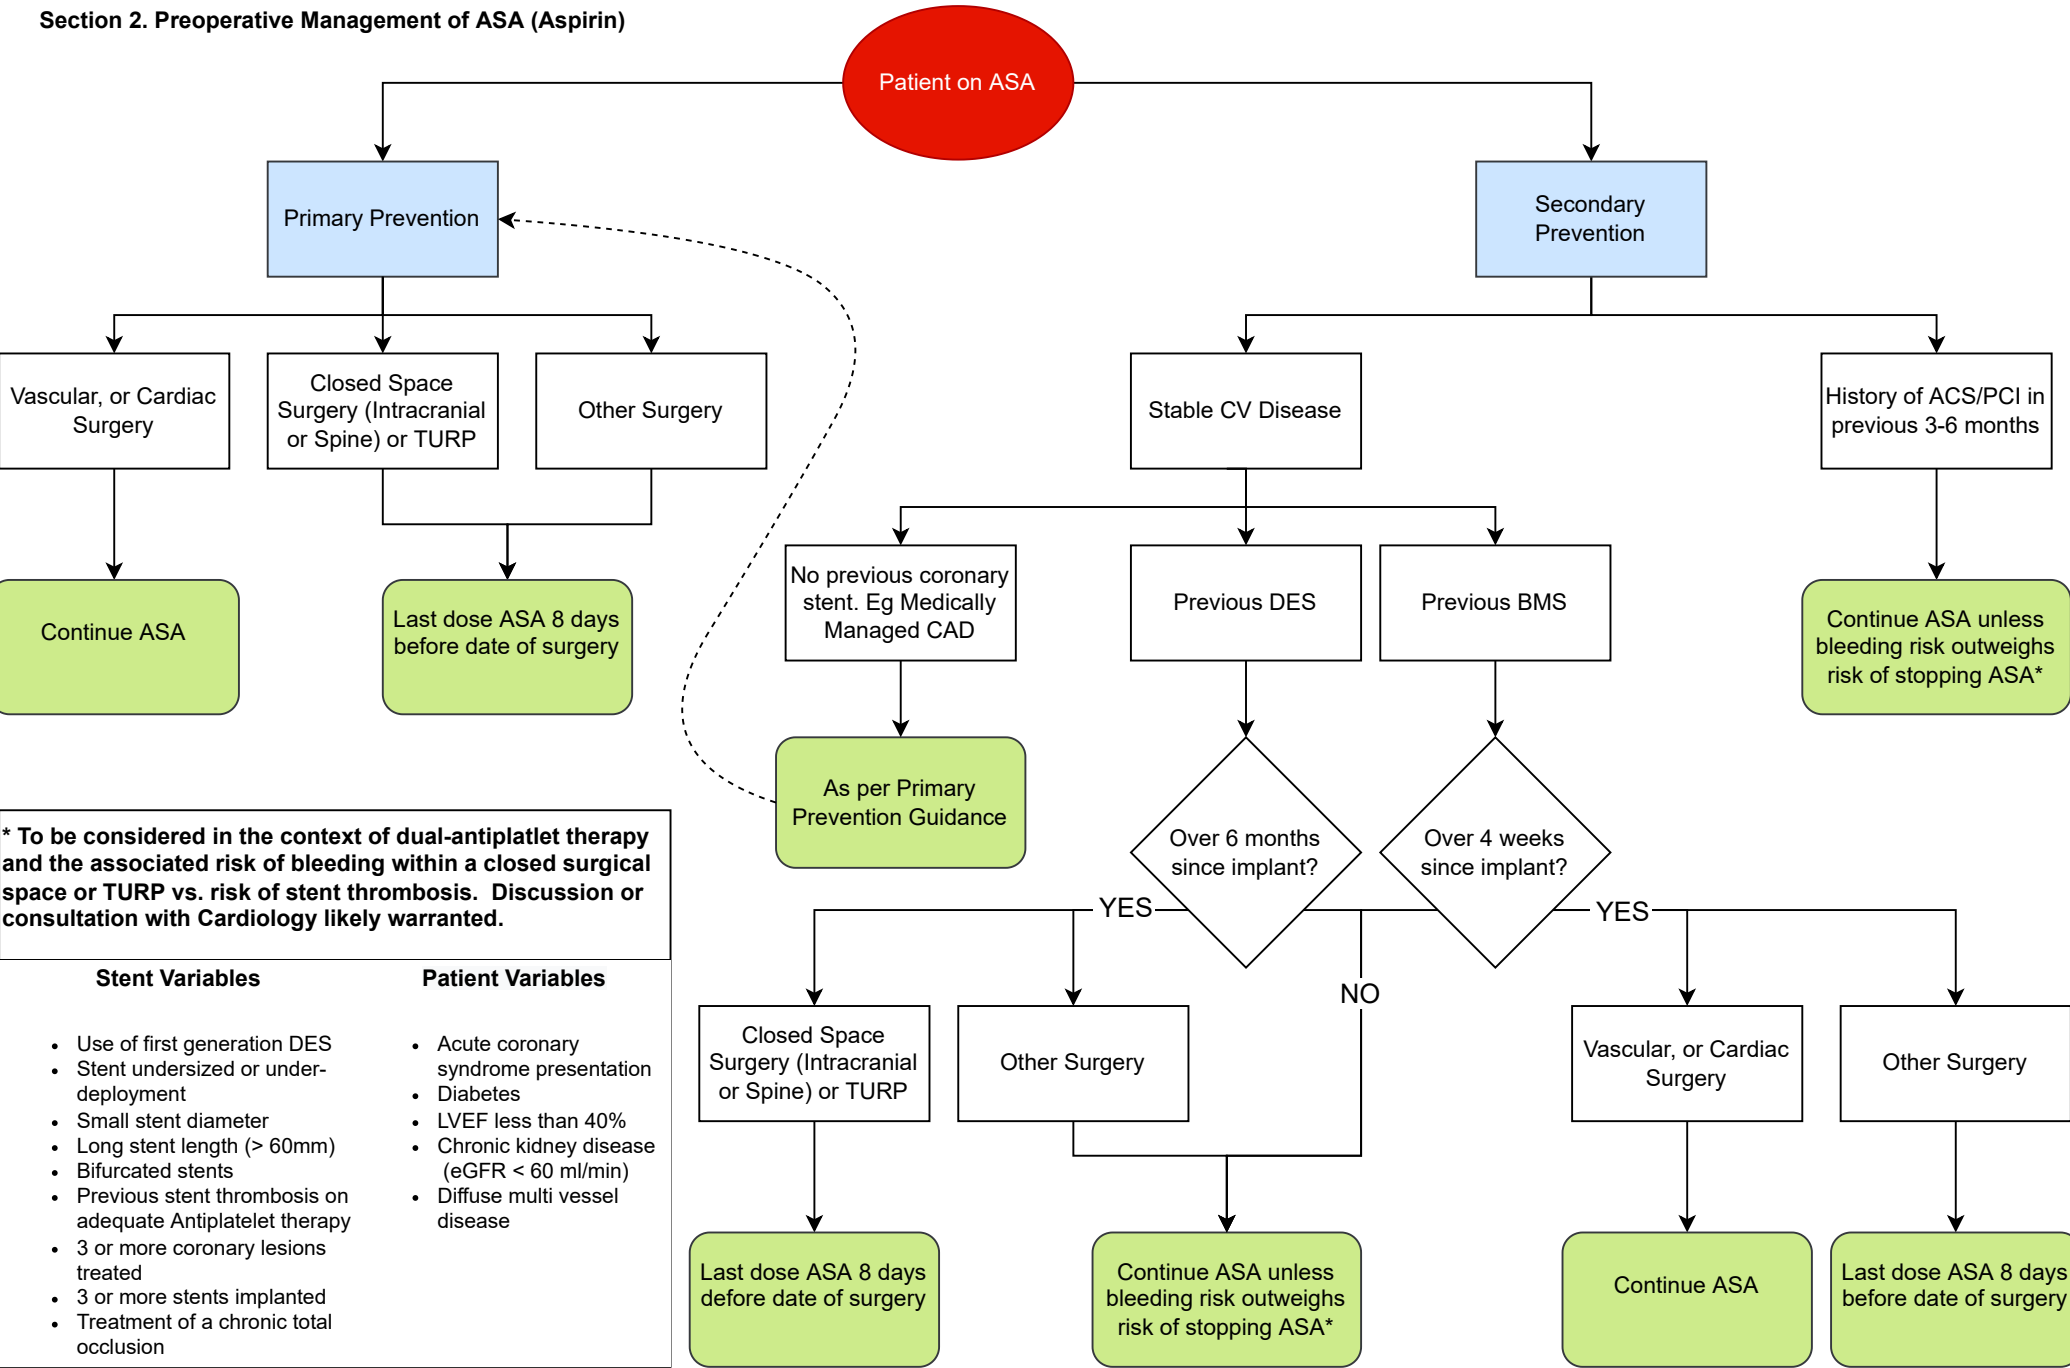 Section 2. Preoperative Management of ASA (Aspirin)
Patient on ASA
Primary Prevention
Secondary
Prevention
Vascular, or Cardiac
Surgery
Closed Space
Surgery (Intracranial
or Spine) or TURP
Other Surgery
Stable CV Disease
History of ACS/PCI in
previous 3-6 months
Continue ASA
Last dose ASA 8 days
before date of surgery
No previous coronary
stent. Eg Medically
Managed CAD
Previous DES
Previous BMS
Continue ASA unless
bleeding risk outweighs
risk of stopping ASA*
As per Primary
Prevention Guidance
Over 6 months
since implant?
Over 4 weeks
since implant?
YES
NO
YES
* To be considered in the context of dual-antiplatlet therapy
and the associated risk of bleeding within a closed surgical
space or TURP vs. risk of stent thrombosis.  Discussion or
consultation with Cardiology likely warranted.
Stent Variables
• Use of first generation DES
• Stent undersized or under-
deployment
• Small stent diameter
• Long stent length (> 60mm)
• Bifurcated stents
• Previous stent thrombosis on
adequate Antiplatelet therapy
• 3 or more coronary lesions
treated
• 3 or more stents implanted
• Treatment of a chronic total
occlusion
Patient Variables
• Acute coronary
syndrome presentation
• Diabetes
• LVEF less than 40%
• Chronic kidney disease
(eGFR < 60 ml/min)
• Diffuse multi vessel
disease
Closed Space
Surgery (Intracranial
or Spine) or TURP
Other Surgery
Vascular, or Cardiac
Surgery
Other Surgery
Last dose ASA 8 days
defore date of surgery
Continue ASA unless
bleeding risk outweighs
risk of stopping ASA*
Continue ASA
Last dose ASA 8 days
before date of surgery